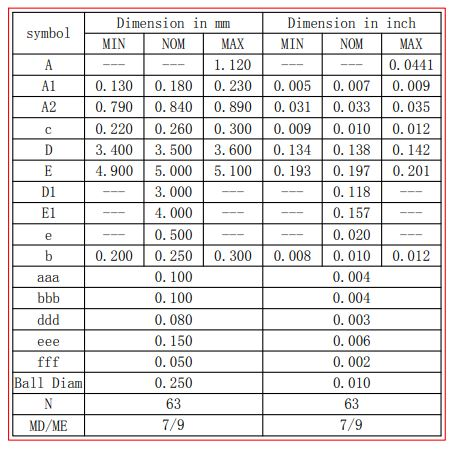 symbol Dimension in mm Dimension in inch
MIN NOM MAX MIN NOM MAX
A --- --- 1.120 --- --- 0.0441
A1 0.130 0.180 0.230 0.005 0.007 0.009
A2 0.790 0.840 0.890 0.031 0.033 0.035
c 0.220 0.260 0.300 0.009 0.010 0.012
D 3.400 3.500 3.600 0.134 0.138 0.142
E 4.900 5.000 5.100 0.193 0.197 0.201
D1 --- 3.000 --- --- 0.118 ---
E1 --- 4.000 --- --- 0.157 ---
e --- 0.500 --- --- 0.020 ---
b 0.200 0.250 0.300 0.008 0.010 0.012
aaa 0.100 0.004
bbb 0.100 0.004
ddd 0.080 0.003
eee 0.150 0.006
fff 0.050 0.002
Ball Diam 0.250 0.010
N 63 63
MD/ME 7/9 7/9